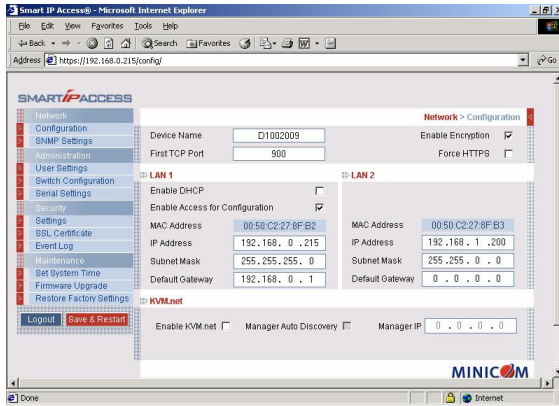 Smart IP Access® - Microsoft Internet Explorer
File Edit View Favorites Tools Help
Back Search Favorites
Address https://192.168.0.215/config/ Go
SMART iPACCESS
Network
Configuration
SNMP Settings
Administration
User Settings
Switch Configuration
Serial Settings
Security
Settings
SSL Certificate
Event Log
Maintenance
Set System Time
Firmware Upgrade
Restore Factory Settings
Logout Save & Restart
Network > Configuration
Device Name D1002009 Enable Encryption
First TCP Port 900 Force HTTPS
LAN 1
Enable DHCP
Enable Access for Configuration
MAC Address 00:50:C2:27:8F:B2
IP Address 192.168. 0 .215
Subnet Mask 255.255.255. 0
Default Gateway 192.168. 0 . 1
LAN 2
MAC Address 00:50:C2:27:8F:B3
IP Address 192.168. 1 .200
Subnet Mask 255.255. 0 . 0
Default Gateway 0 . 0 . 0 . 0
KVM.net
Enable KVM.net Manager Auto Discovery Manager IP 0 . 0 . 0 . 0
MINICOM
Done Internet